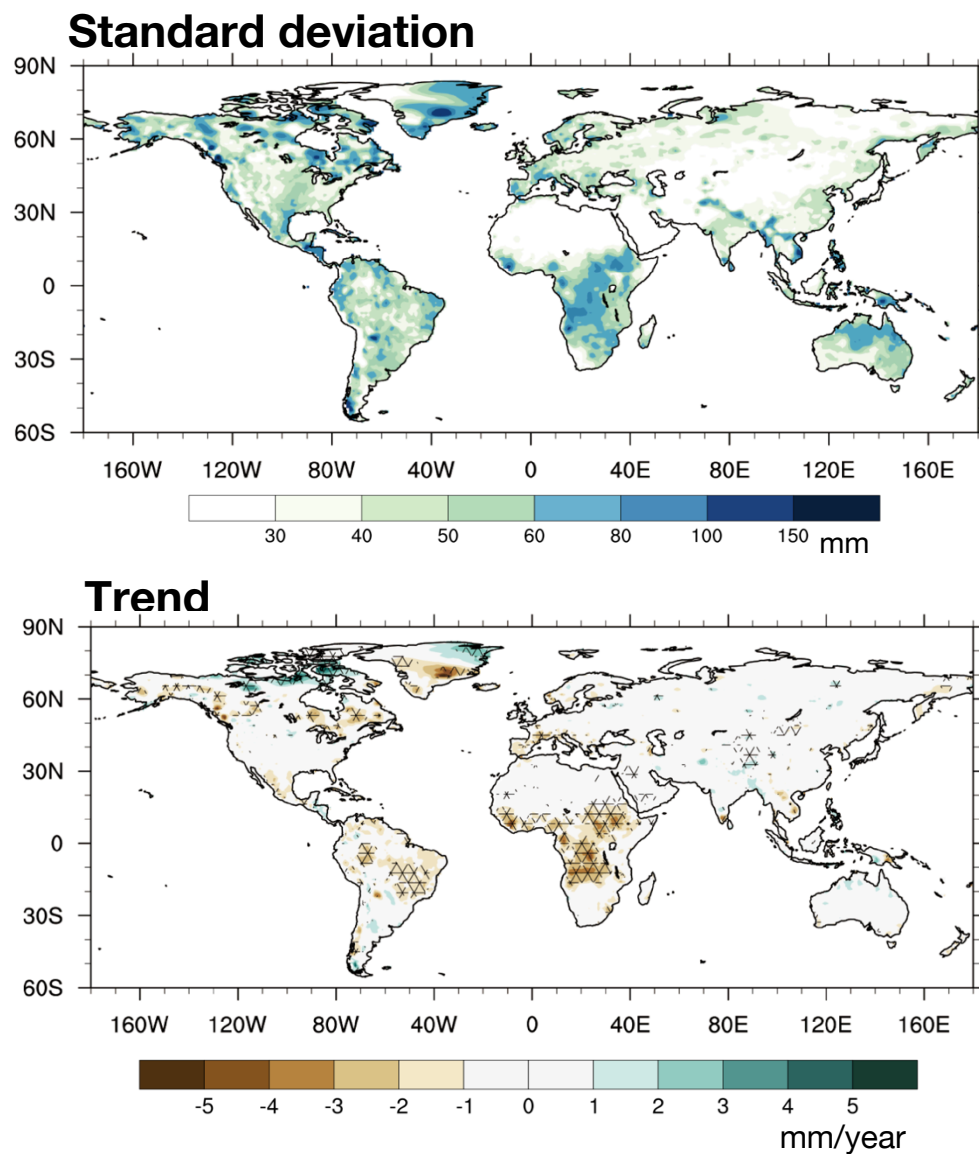 Standard deviation
90N
60N
30N
0
30S
60S
160W 120W 80W 40W 0 40E 80E 120E 160E
30 40 50 60 80 100 150 mm
Trend
90N
60N
30N
0
30S
60S
160W 120W 80W 40W 0 40E 80E 120E 160E
-5 -4 -3 -2 -1 0 1 2 3 4 5
mm/year